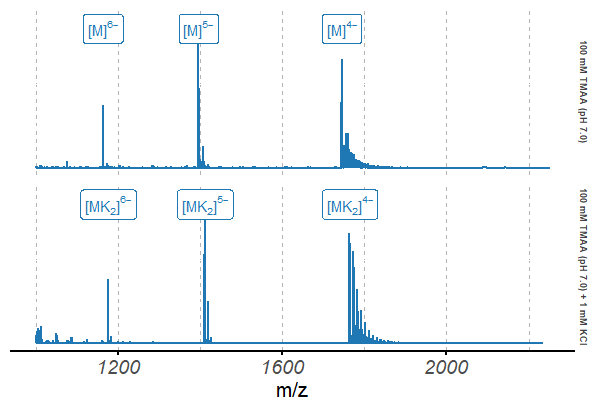 [M]⁶⁻ [M]⁵⁻ [M]⁴⁻
100 mM TMAA (pH 7.0)
[MK₂]⁶⁻ [MK₂]⁵⁻ [MK₂]⁴⁻
100 mM TMAA (pH 7.0) + 1 mM KCl
1200 1600 2000
m/z